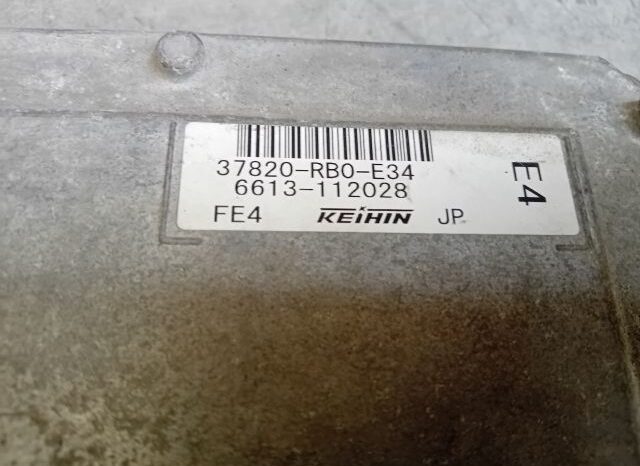 37820-RB0-E34
6613-112028
FE4 KEIHIN JP
E4